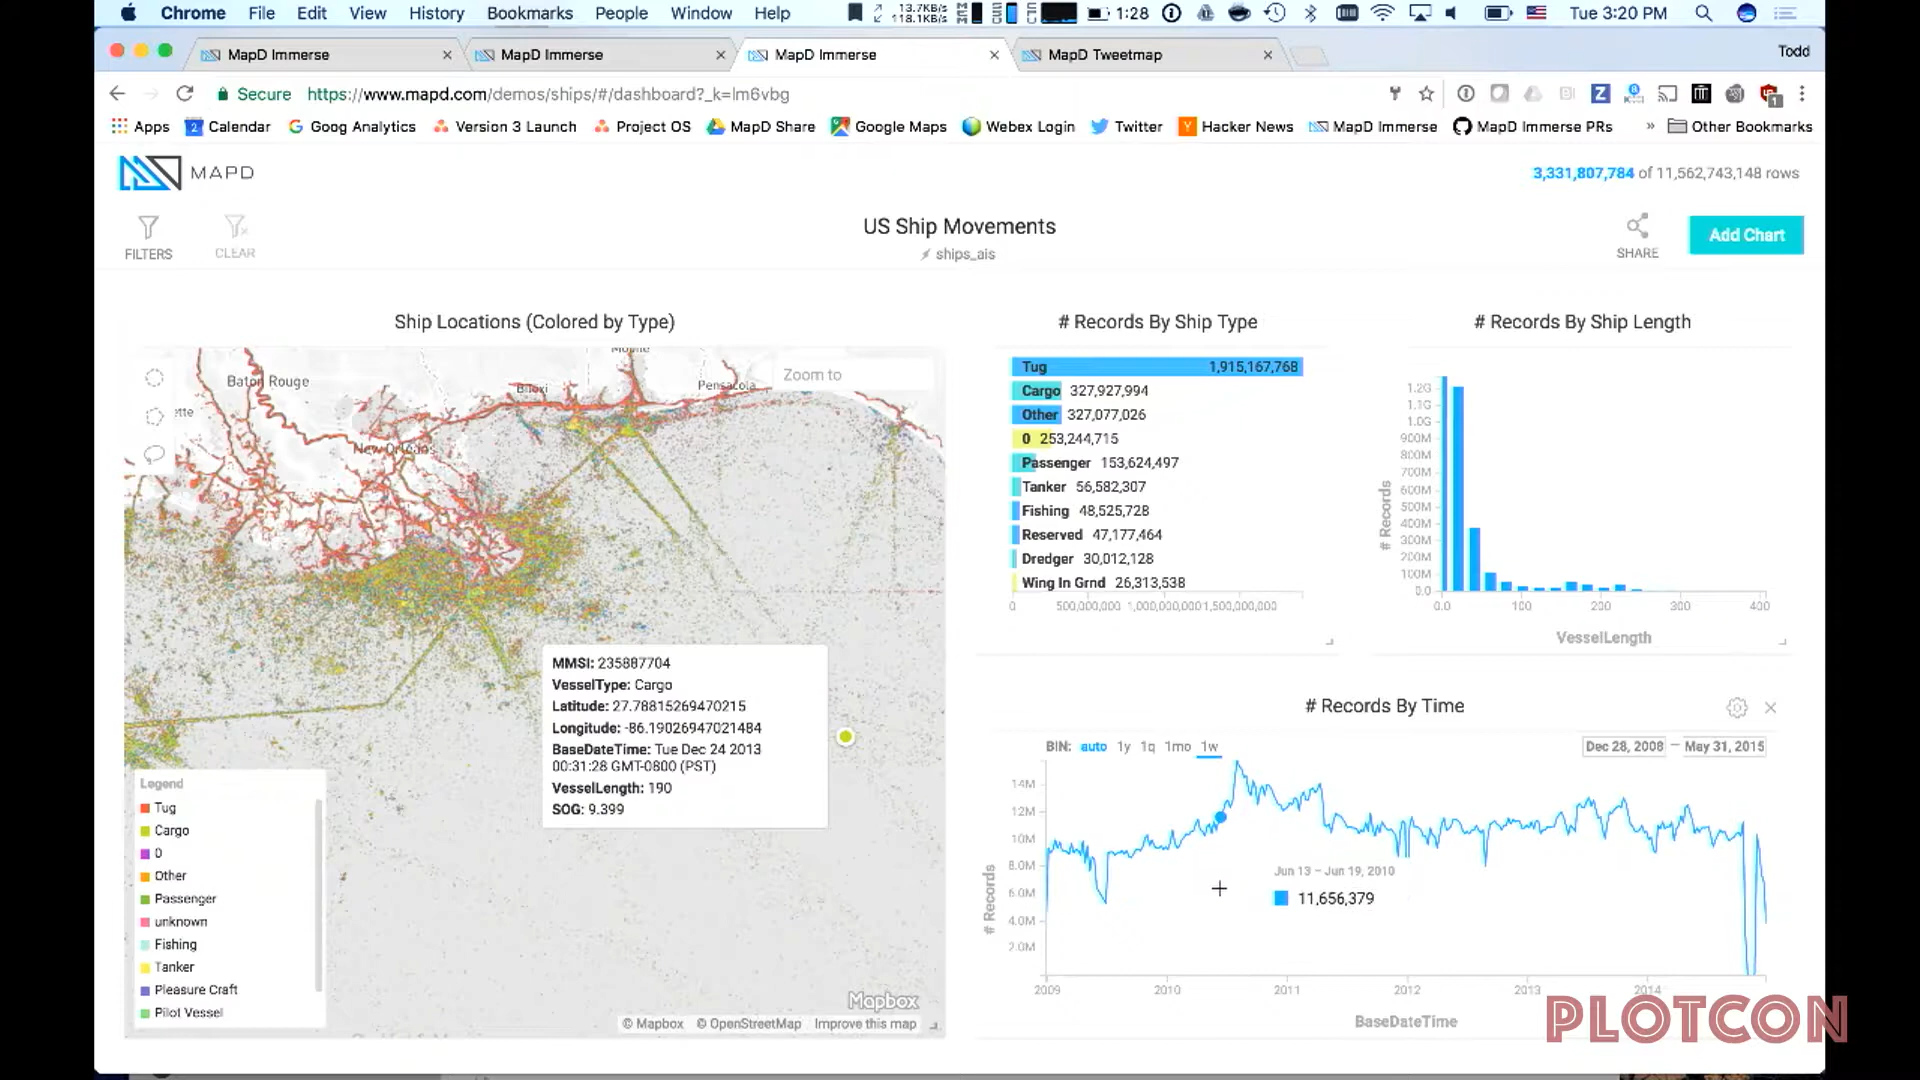 Chrome File Edit View History Bookmarks People Window Help 13.7KB/s 118.1KB/s 1:28 Tue 3:20 PM
MapD Immerse MapD Immerse MapD Immerse MapD Tweetmap Todd
Secure https://www.mapd.com/demos/ships/#/dashboard?_k=lm6vbg
Apps 2 Calendar Goog Analytics Version 3 Launch Project OS MapD Share Google Maps Webex Login Twitter Hacker News MapD Immerse MapD Immerse PRs » Other Bookmarks
MAPD
3,331,807,784 of 11,562,743,148 rows
FILTERS
CLEAR
US Ship Movements
ships_ais
SHARE
Add Chart
Ship Locations (Colored by Type)
Zoom to
Mobile
Baton Rouge
Biloxi
Pensacola
ette
New Orleans
MMSI: 235887704
VesselType: Cargo
Latitude: 27.78815269470215
Longitude: -86.19026947021484
BaseDateTime: Tue Dec 24 2013
00:31:28 GMT-0800 (PST)
VesselLength: 190
SOG: 9.399
Legend
Tug
Cargo
0
Other
Passenger
unknown
Fishing
Tanker
Pleasure Craft
Pilot Vessel
Mapbox
© Mapbox © OpenStreetMap Improve this map
# Records By Ship Type
Tug 1,915,167,768
Cargo 327,927,994
Other 327,077,026
0 253,244,715
Passenger 153,624,497
Tanker 56,582,307
Fishing 48,525,728
Reserved 47,177,464
Dredger 30,012,128
Wing In Grnd 26,313,538
0 500,000,000 1,000,000,000 1,500,000,000
# Records By Ship Length
# Records
1.2G
1.1G
1.0G
900M
800M
700M
600M
500M
400M
300M
200M
100M
0.0
0.0 100 200 300 400
VesselLength
# Records By Time
BIN: auto 1y 1q 1mo 1w
Dec 28, 2008 – May 31, 2015
# Records
14M
12M
10M
8.0M
6.0M
4.0M
2.0M
Jun 13 – Jun 19, 2010
11,656,379
2009 2010 2011 2012 2013 2014
BaseDateTime
PLOTCON